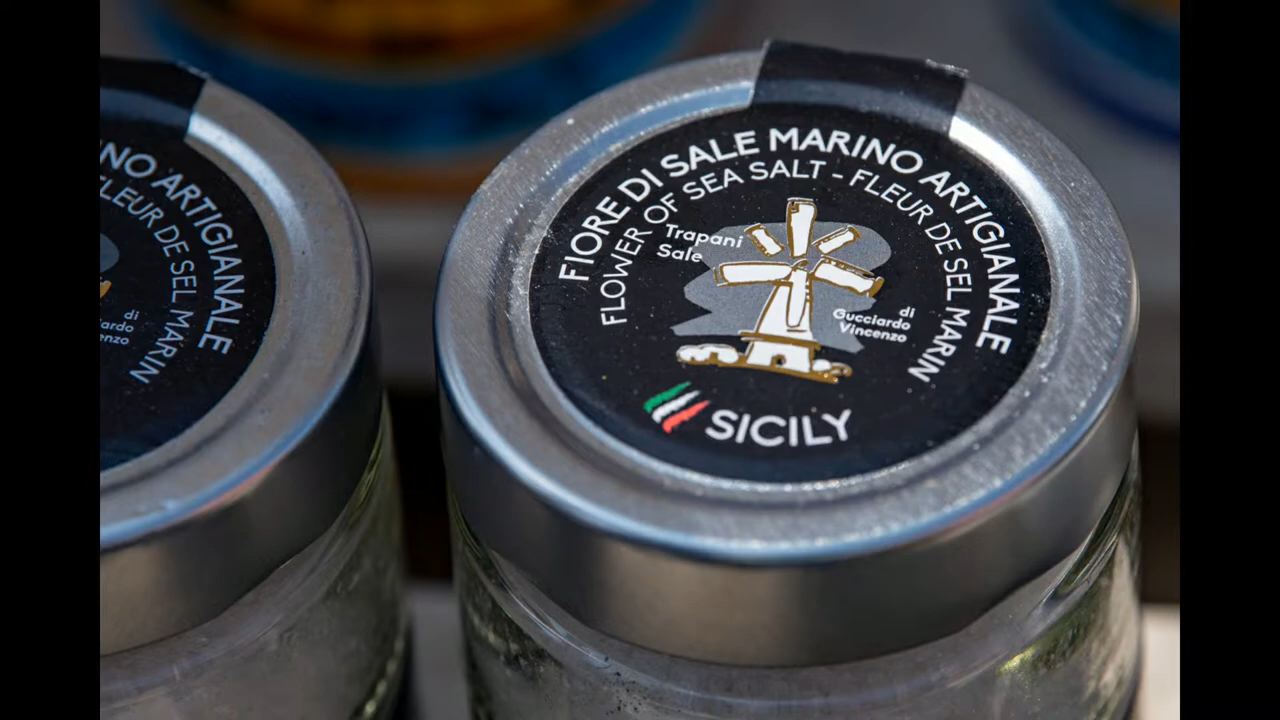 NO ARTIGIANALE
FLEUR DE SEL MARIN
di
FIORE DI SALE MARINO ARTIGIANALE
FLOWER OF SEA SALT - FLEUR DE SEL MARIN
Trapani
Sale
di
Gucciardo
Vincenzo
SICILY